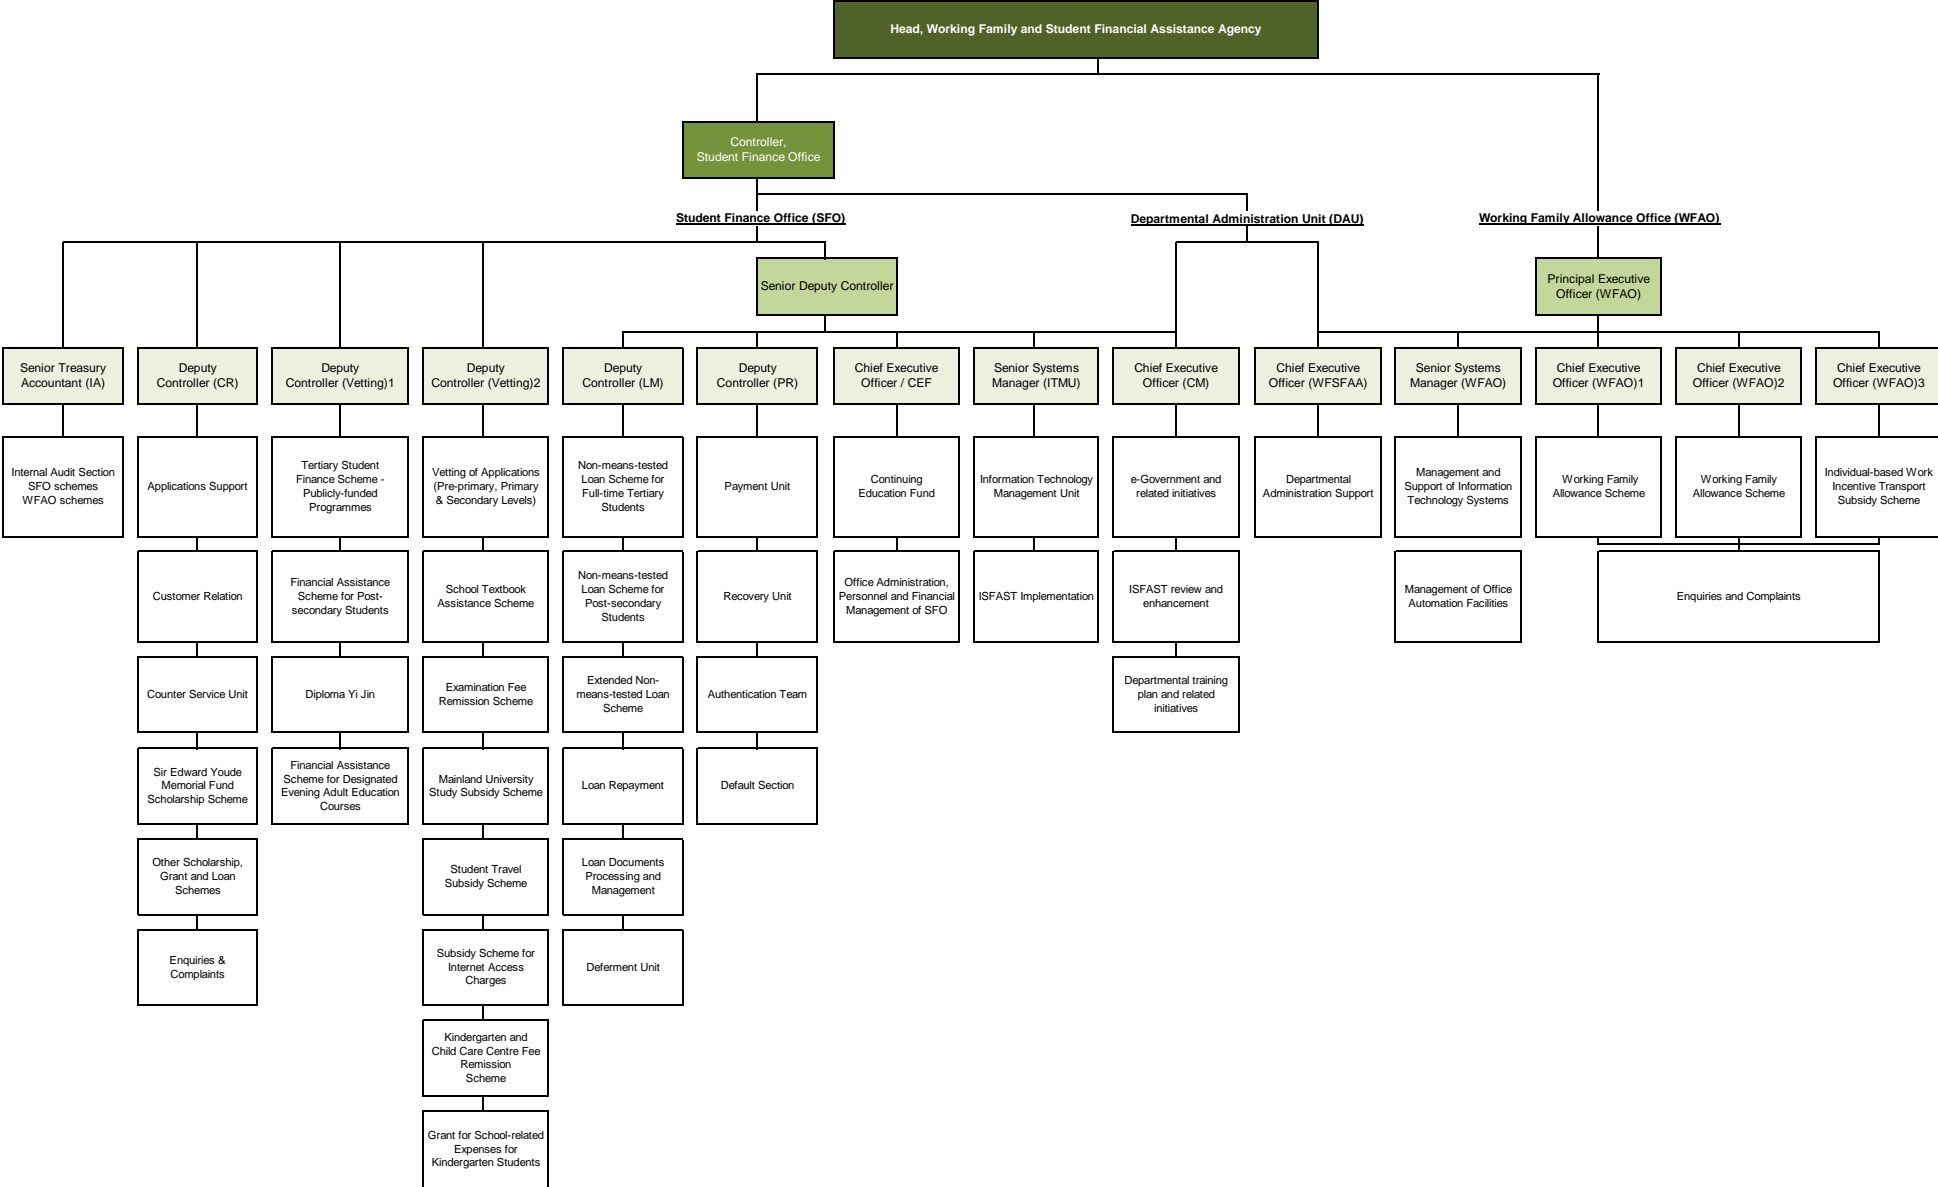 Head, Working Family and Student Financial Assistance Agency
Controller,
Student Finance Office
Student Finance Office (SFO)
Departmental Administration Unit (DAU)
Working Family Allowance Office (WFAO)
Senior Deputy Controller
Principal Executive
Officer (WFAO)
Senior Treasury
Accountant (IA)
Deputy
Controller (CR)
Deputy
Controller (Vetting)1
Deputy
Controller (Vetting)2
Deputy
Controller (LM)
Deputy
Controller (PR)
Chief Executive
Officer / CEF
Senior Systems
Manager (ITMU)
Chief Executive
Officer (CM)
Chief Executive
Officer (WFSFAA)
Senior Systems
Manager (WFAO)
Chief Executive
Officer (WFAO)1
Chief Executive
Officer (WFAO)2
Chief Executive
Officer (WFAO)3
Internal Audit Section
SFO schemes
WFAO schemes
Applications Support
Tertiary Student
Finance Scheme -
Publicly-funded
Programmes
Vetting of Applications
(Pre-primary, Primary
& Secondary Levels)
Non-means-tested
Loan Scheme for
Full-time Tertiary
Students
Payment Unit
Continuing
Education Fund
Information Technology
Management Unit
e-Government and
related initiatives
Departmental
Administration Support
Management and
Support of Information
Technology Systems
Working Family
Allowance Scheme
Working Family
Allowance Scheme
Individual-based Work
Incentive Transport
Subsidy Scheme
Customer Relation
Financial Assistance
Scheme for Post-
secondary Students
School Textbook
Assistance Scheme
Non-means-tested
Loan Scheme for
Post-secondary
Students
Recovery Unit
Office Administration,
Personnel and Financial
Management of SFO
ISFAST Implementation
ISFAST review and
enhancement
Management of Office
Automation Facilities
Enquiries and Complaints
Counter Service Unit
Diploma Yi Jin
Examination Fee
Remission Scheme
Extended Non-
means-tested Loan
Scheme
Authentication Team
Departmental training
plan and related
initiatives
Sir Edward Youde
Memorial Fund
Scholarship Scheme
Financial Assistance
Scheme for Designated
Evening Adult Education
Courses
Mainland University
Study Subsidy Scheme
Loan Repayment
Default Section
Other Scholarship,
Grant and Loan
Schemes
Student Travel
Subsidy Scheme
Loan Documents
Processing and
Management
Enquiries &
Complaints
Subsidy Scheme for
Internet Access
Charges
Deferment Unit
Kindergarten and
Child Care Centre Fee
Remission
Scheme
Grant for School-related
Expenses for
Kindergarten Students